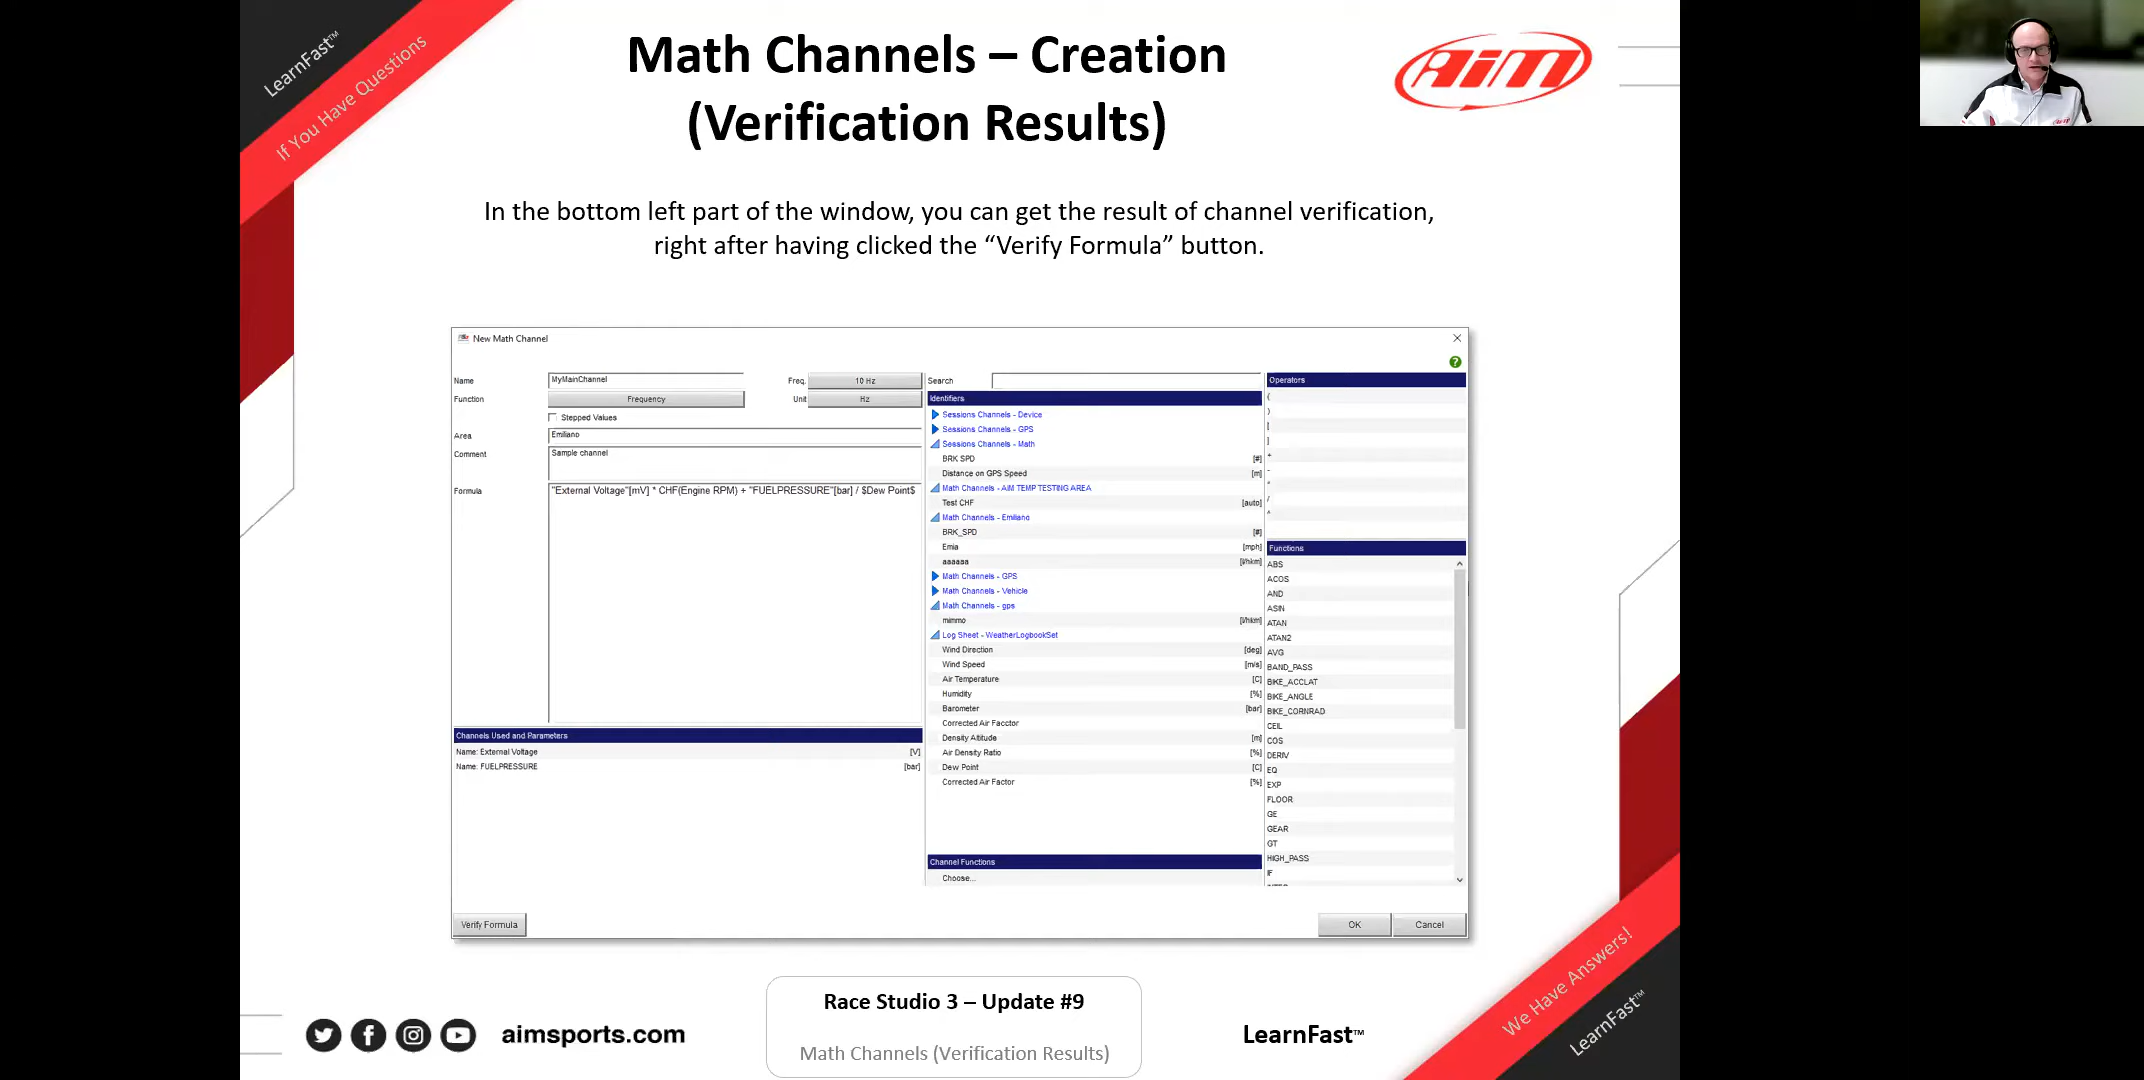 LearnFast™
If You Have Questions
Math Channels – Creation
(Verification Results)
AiM
In the bottom left part of the window, you can get the result of channel verification,
right after having clicked the “Verify Formula” button.
New Math Channel
Name MyMainChannel Freq. 10 Hz
Function Frequency Unit Hz
Stepped Values
Area Emiliano
Comment Sample channel
Formula "External Voltage"[mV] * CHF(Engine RPM) + "FUELPRESSURE"[bar] / $Dew Point$
Channels Used and Parameters
Name: External Voltage [V]
Name: FUELPRESSURE [bar]
Verify Formula
Search
Identifiers
Sessions Channels - Device
Sessions Channels - GPS
Sessions Channels - Math
BRK SPD [#]
Distance on GPS Speed [m]
Math Channels - AIM TEMP TESTING AREA
Test CHF [auto]
Math Channels - Emiliano
BRK_SPD [#]
Emia [mph]
aaaaaa [l/hkm]
Math Channels - GPS
Math Channels - Vehicle
Math Channels - gps
mimmo [l/hkm]
Log Sheet - WeatherLogbookSet
Wind Direction [deg]
Wind Speed [m/s]
Air Temperature [C]
Humidity [%]
Barometer [bar]
Corrected Air Facctor
Density Altitude [m]
Air Density Ratio [%]
Dew Point [C]
Corrected Air Factor [%]
Channel Functions
Choose...
Operators
(
)
[
]
+
-
*
/
^
Functions
ABS
ACOS
AND
ASIN
ATAN
ATAN2
AVG
BAND_PASS
BIKE_ACCLAT
BIKE_ANGLE
BIKE_CORNRAD
CEIL
COS
DERIV
EQ
EXP
FLOOR
GE
GEAR
GT
HIGH_PASS
IF
OK
Cancel
aimsports.com
Race Studio 3 – Update #9
Math Channels (Verification Results)
LearnFast™
We Have Answers!
LearnFast™